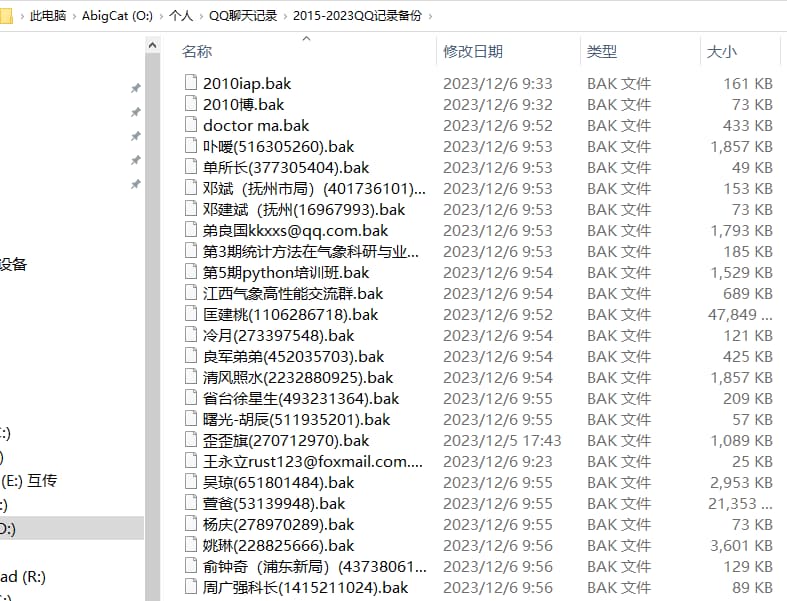 此电脑 › AbigCat (O:) › 个人 › QQ聊天记录 › 2015-2023QQ记录备份 ›
名称 修改日期 类型 大小
2010iap.bak 2023/12/6 9:33 BAK 文件 161 KB
2010博.bak 2023/12/6 9:32 BAK 文件 73 KB
doctor ma.bak 2023/12/6 9:52 BAK 文件 433 KB
卟嗳(516305260).bak 2023/12/6 9:53 BAK 文件 1,857 KB
单所长(377305404).bak 2023/12/6 9:53 BAK 文件 49 KB
邓斌（抚州市局）(401736101)... 2023/12/6 9:53 BAK 文件 153 KB
邓建斌（抚州(16967993).bak 2023/12/6 9:53 BAK 文件 73 KB
弟良国kkxxs@qq.com.bak 2023/12/6 9:53 BAK 文件 1,793 KB
设备 第3期统计方法在气象科研与业... 2023/12/6 9:53 BAK 文件 185 KB
第5期python培训班.bak 2023/12/6 9:54 BAK 文件 1,529 KB
江西气象高性能交流群.bak 2023/12/6 9:54 BAK 文件 689 KB
匡建桃(1106286718).bak 2023/12/6 9:52 BAK 文件 47,849 ...
冷月(273397548).bak 2023/12/6 9:54 BAK 文件 121 KB
良军弟弟(452035703).bak 2023/12/6 9:54 BAK 文件 425 KB
清风照水(2232880925).bak 2023/12/6 9:54 BAK 文件 1,857 KB
省台徐星生(493231364).bak 2023/12/6 9:55 BAK 文件 209 KB
曙光-胡辰(511935201).bak 2023/12/6 9:55 BAK 文件 57 KB
:) 歪歪旗(270712970).bak 2023/12/5 17:43 BAK 文件 1,089 KB
) 王永立rust123@foxmail.com.... 2023/12/6 9:23 BAK 文件 25 KB
(E:) 互传 吴琼(651801484).bak 2023/12/6 9:55 BAK 文件 2,953 KB
:) 萱爸(53139948).bak 2023/12/6 9:55 BAK 文件 21,353 ...
O:) 杨庆(278970289).bak 2023/12/6 9:55 BAK 文件 73 KB
姚琳(228825666).bak 2023/12/6 9:56 BAK 文件 3,601 KB
ad (R:) 俞钟奇（浦东新局）(43738061... 2023/12/6 9:56 BAK 文件 129 KB
周广强科长(1415211024).bak 2023/12/6 9:56 BAK 文件 89 KB